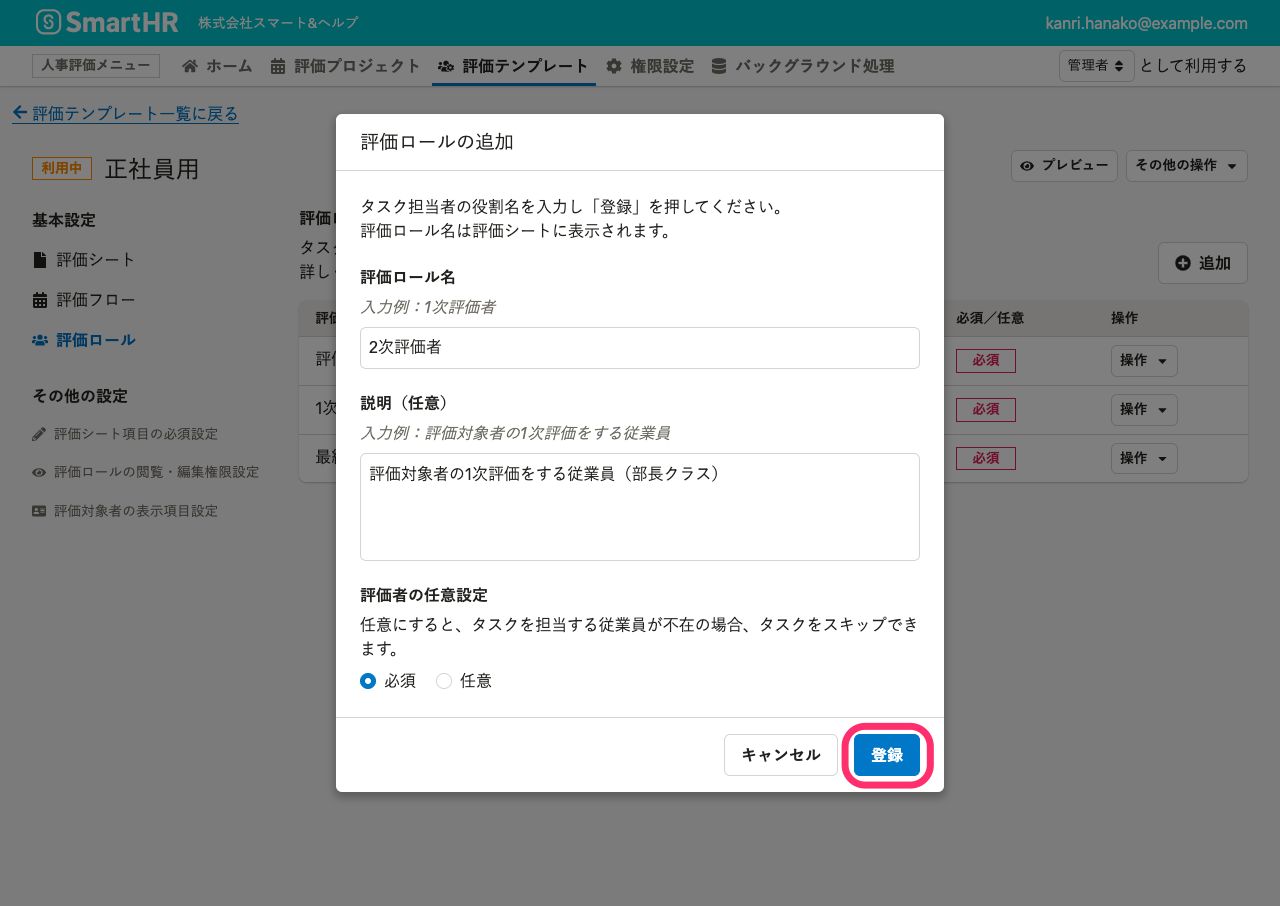 SmartHR 株式会社スマート&ヘルプ kanri.hanako@example.com
人事評価メニュー ホーム 評価プロジェクト 評価テンプレート 権限設定 バックグラウンド処理 管理者 として利用する
評価テンプレート一覧に戻る
利用中 正社員用 プレビュー その他の操作
基本設定
評価シート
評価フロー
評価ロール
その他の設定
評価シート項目の必須設定
評価ロールの閲覧・編集権限設定
評価対象者の表示項目設定
評価
タスク
詳し
追加
評価 必須／任意 操作
評価 必須 操作
1次 必須 操作
最終 必須 操作
評価ロールの追加
タスク担当者の役割名を入力し「登録」を押してください。
評価ロール名は評価シートに表示されます。
評価ロール名
入力例：1次評価者
2次評価者
説明（任意）
入力例：評価対象者の1次評価をする従業員
評価対象者の1次評価をする従業員（部長クラス）
評価者の任意設定
任意にすると、タスクを担当する従業員が不在の場合、タスクをスキップでき
ます。
必須 任意
キャンセル 登録